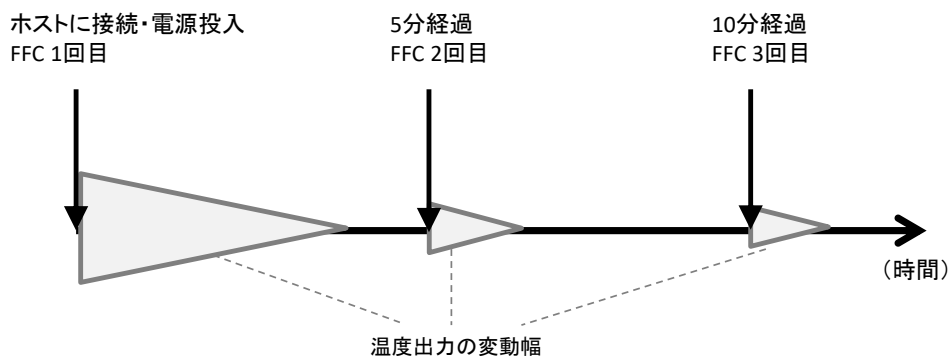 ホストに接続・電源投入
FFC 1回目
5分経過
FFC 2回目
10分経過
FFC 3回目
（時間）
温度出力の変動幅